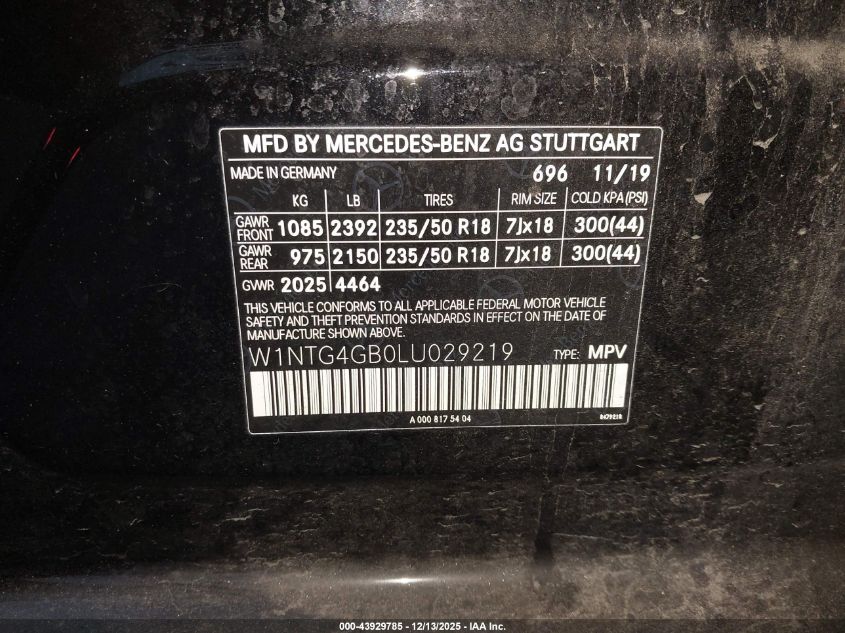 MFD BY MERCEDES-BENZ AG STUTTGART
MADE IN GERMANY 696 11/19
KG LB TIRES RIM SIZE COLD KPA (PSI)
GAWR FRONT 1085 2392 235/50 R18 7Jx18 300(44)
GAWR REAR 975 2150 235/50 R18 7Jx18 300(44)
GVWR 2025 4464
THIS VEHICLE CONFORMS TO ALL APPLICABLE FEDERAL MOTOR VEHICLE
SAFETY AND THEFT PREVENTION STANDARDS IN EFFECT ON THE DATE OF
MANUFACTURE SHOWN ABOVE.
W1NTG4GB0LU029219 TYPE: MPV
A 000 817 54 04
000-43929785 - 12/13/2025 - IAA Inc.